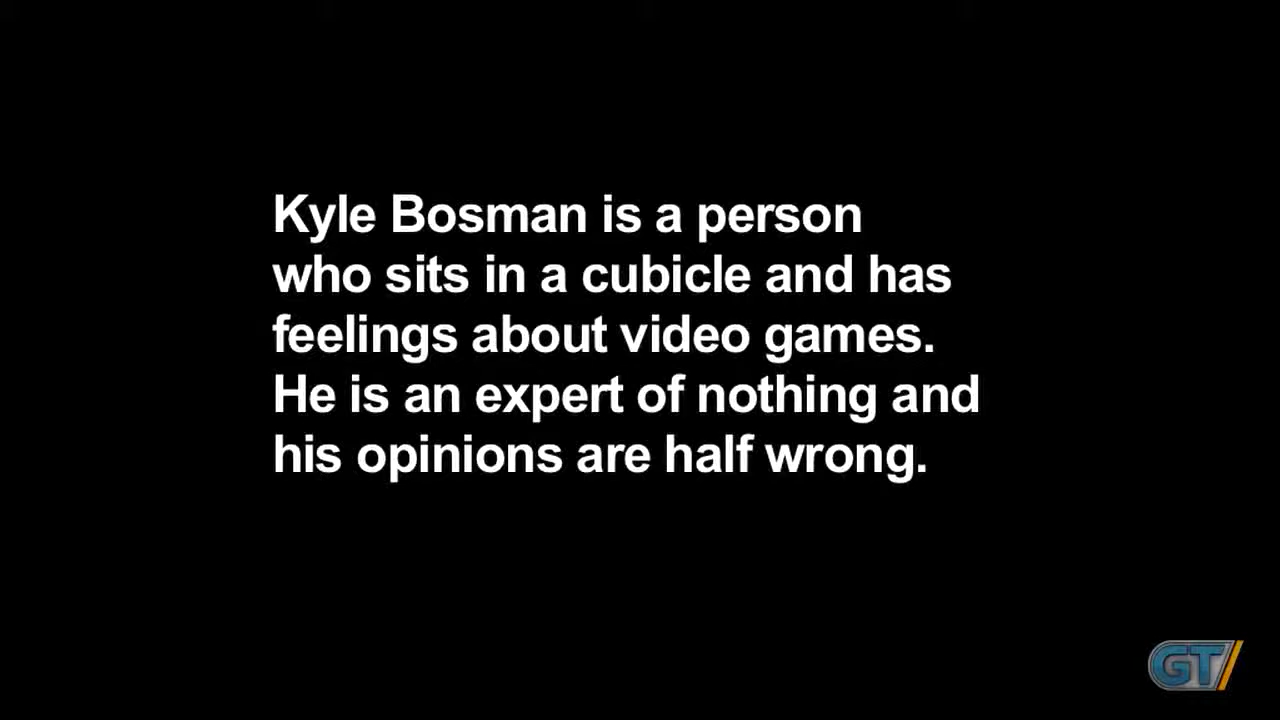 Kyle Bosman is a person
who sits in a cubicle and has
feelings about video games.
He is an expert of nothing and
his opinions are half wrong.
GT